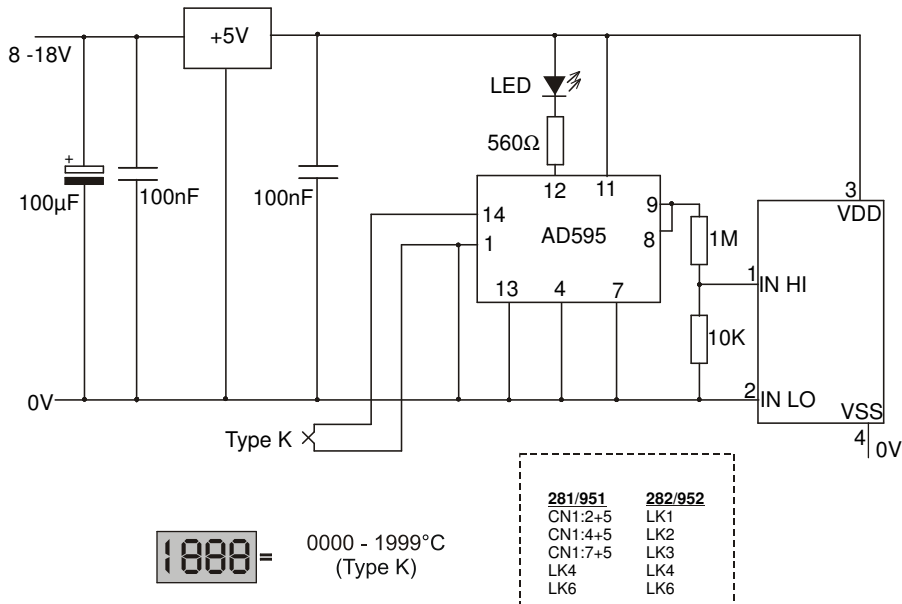 8 -18V
+5V
LED
560Ω
+
100µF
100nF
100nF
12
11
14
1
AD595
9
8
1M
3
VDD
1
IN HI
13
4
7
10K
0V
2
IN LO
VSS
4
0V
Type K
281/951 282/952
CN1:2+5 LK1
CN1:4+5 LK2
CN1:7+5 LK3
LK4 LK4
LK6 LK6
1888 = 0000 - 1999°C
(Type K)